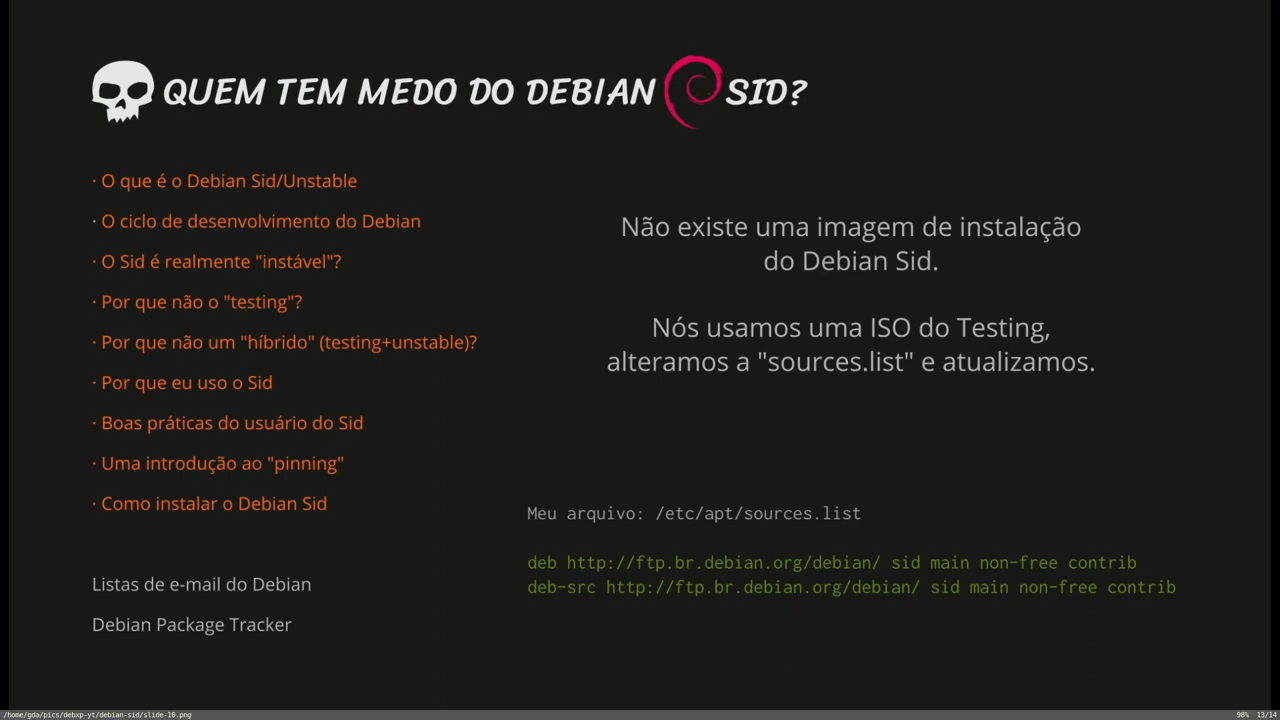 QUEM TEM MEDO DO DEBIAN SID?
· O que é o Debian Sid/Unstable
· O ciclo de desenvolvimento do Debian
· O Sid é realmente "instável"?
· Por que não o "testing"?
· Por que não um "híbrido" (testing+unstable)?
· Por que eu uso o Sid
· Boas práticas do usuário do Sid
· Uma introdução ao "pinning"
· Como instalar o Debian Sid
Listas de e-mail do Debian
Debian Package Tracker
Não existe uma imagem de instalação
do Debian Sid.
Nós usamos uma ISO do Testing,
alteramos a "sources.list" e atualizamos.
Meu arquivo: /etc/apt/sources.list
deb http://ftp.br.debian.org/debian/ sid main non-free contrib
deb-src http://ftp.br.debian.org/debian/ sid main non-free contrib
/home/gda/pics/debxp-yt/debian-sid/slide-10.png
98% 13/14